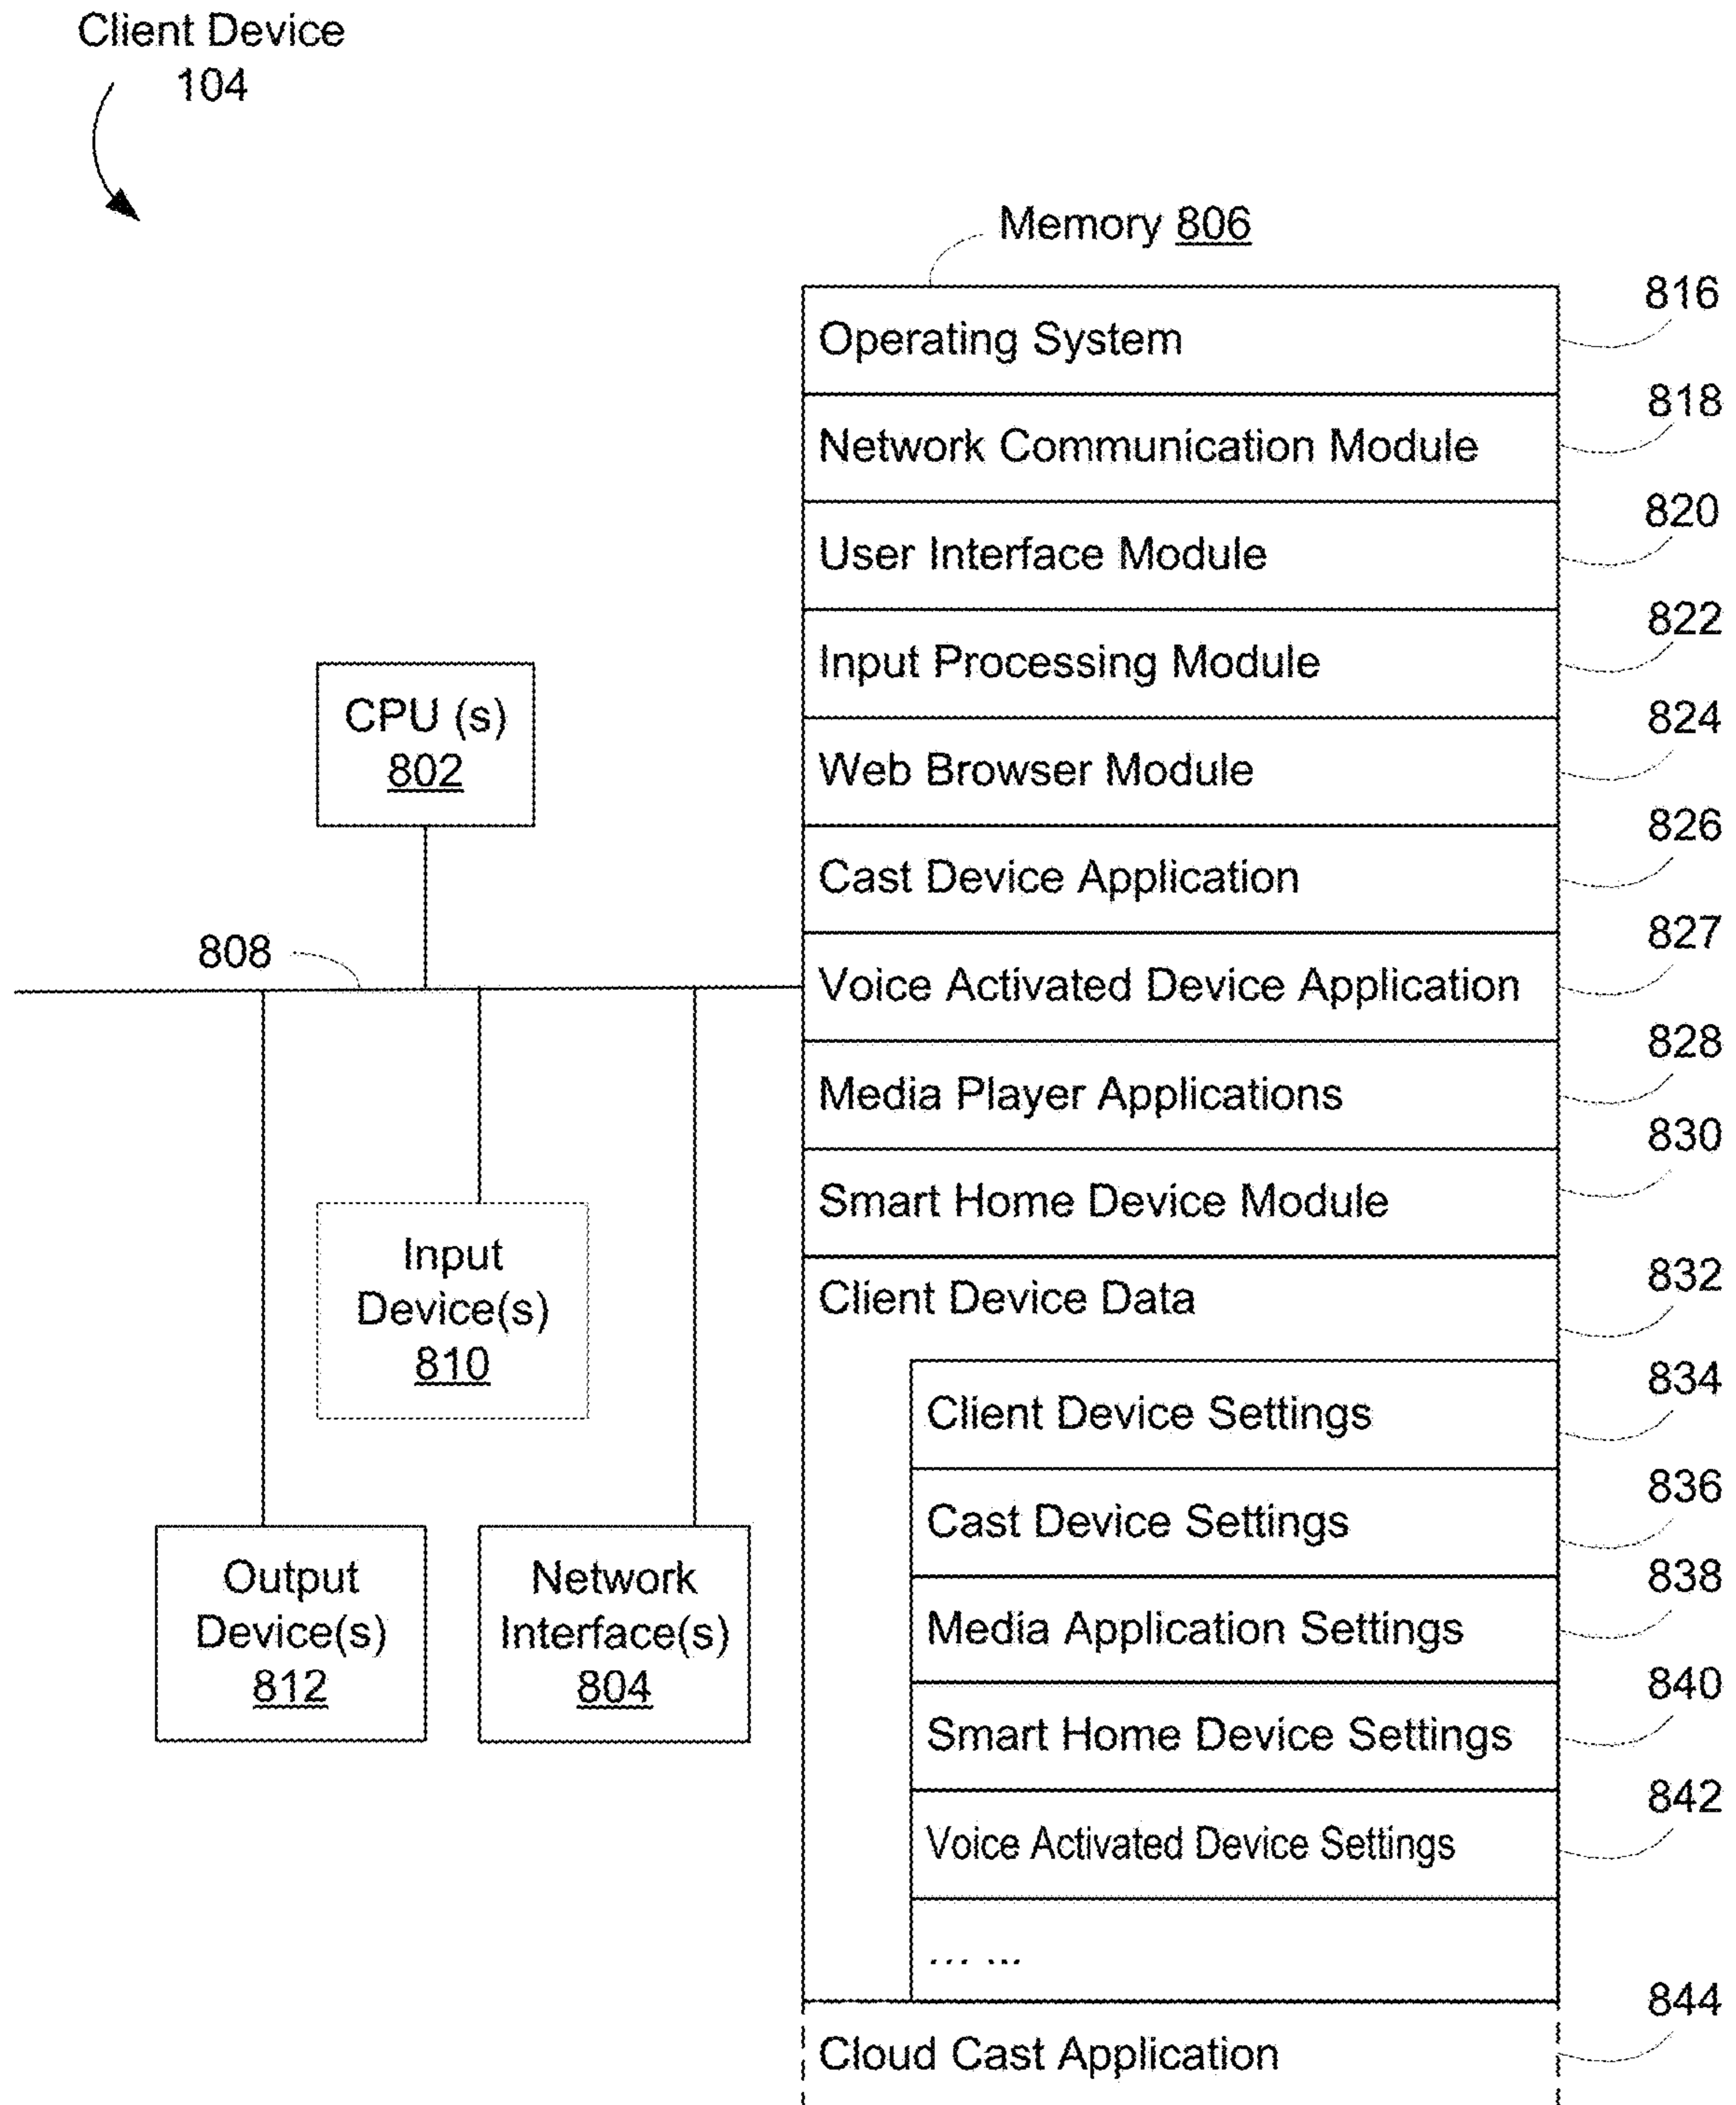 Client Device
104
Memory 806
816
Operating System
818
Network Communication Module
820
User Interface Module
822
Input Processing Module
824
Web Browser Module
826
Cast Device Application
827
Voice Activated Device Application
828
Media Player Applications
830
Smart Home Device Module
832
Client Device Data
834
Client Device Settings
836
Cast Device Settings
838
Media Application Settings
840
Smart Home Device Settings
842
Voice Activated Device Settings
... ...
844
Cloud Cast Application
CPU (s)
802
808
Input
Device(s)
810
Output
Device(s)
812
Network
Interface(s)
804